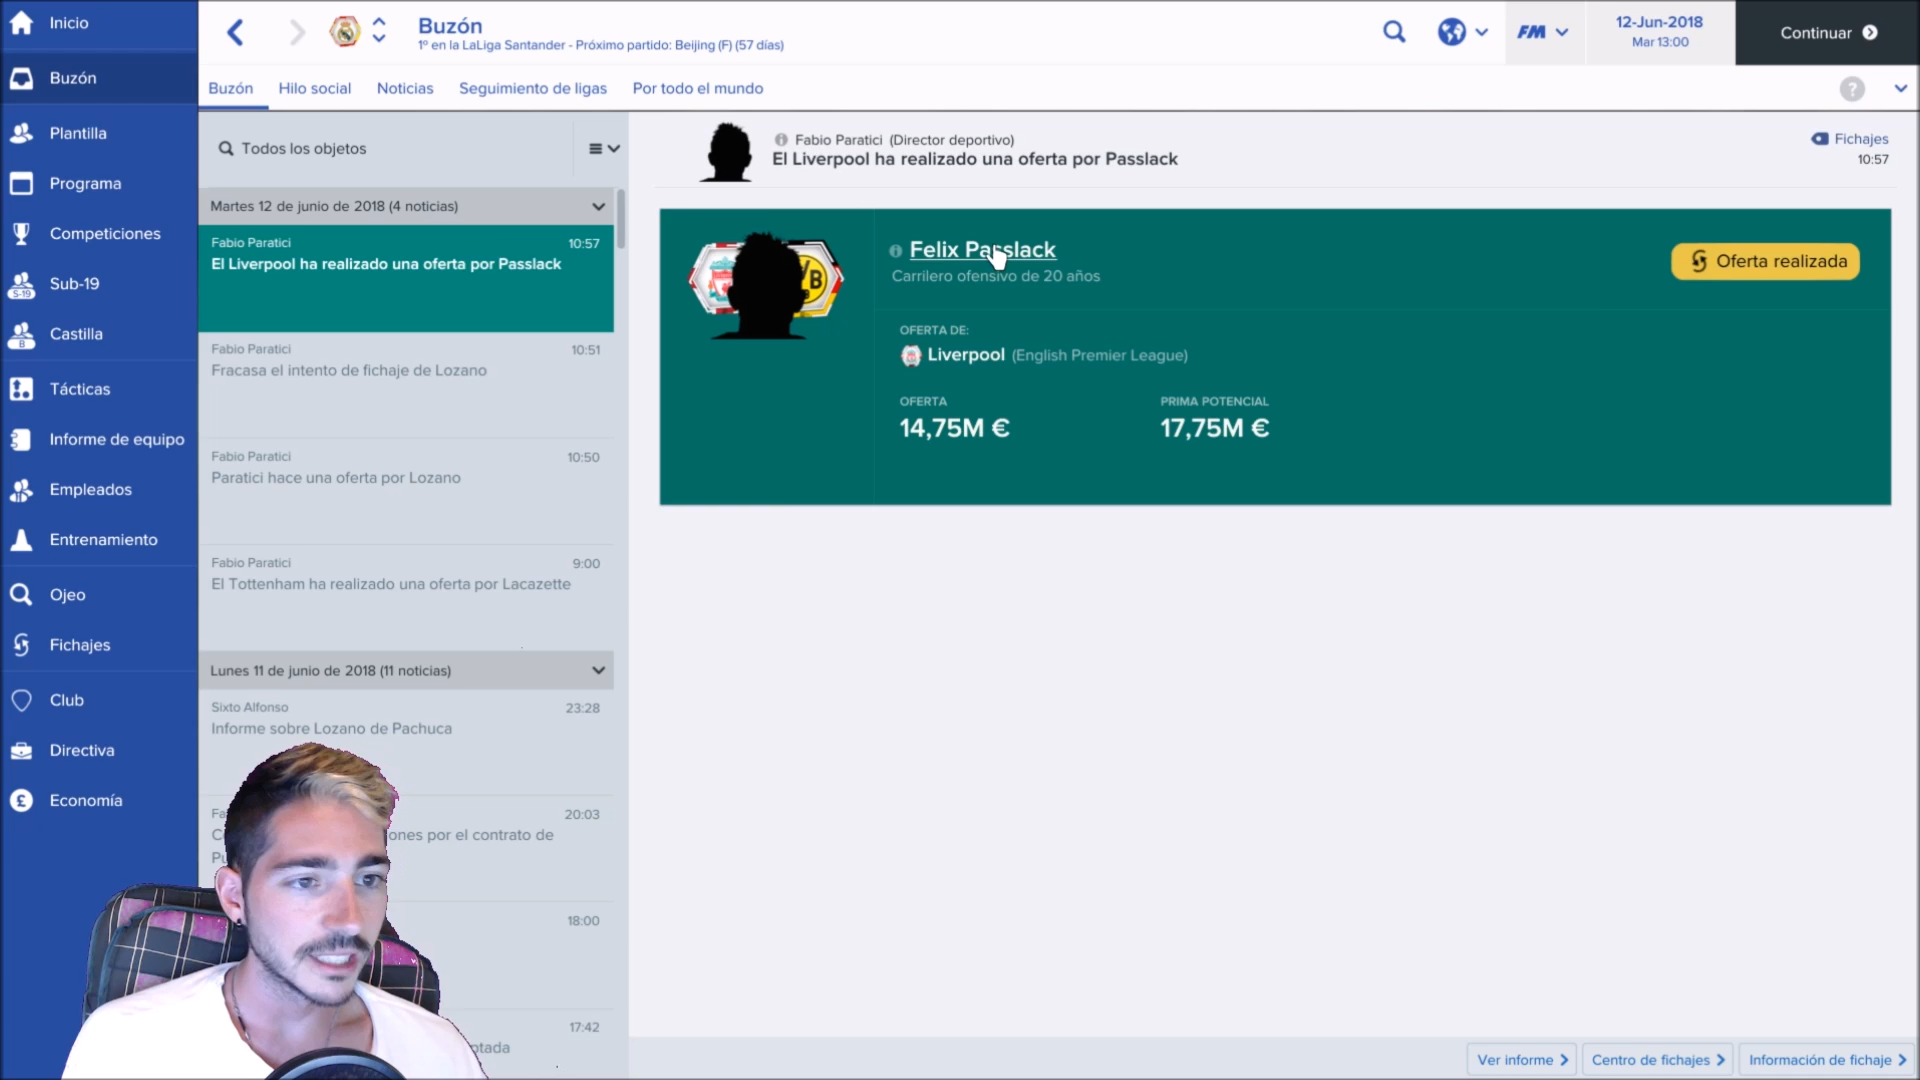 Inicio
Buzón
Plantilla
Programa
Competiciones
S-19
Sub-19
B
Castilla
Tácticas
Informe de equipo
Empleados
Entrenamiento
Ojeo
Fichajes
Club
Directiva
Economía
Buzón
1º en la LaLiga Santander - Próximo partido: Beijing (F) (57 días)
FM
12-Jun-2018
Mar 13:00
Continuar
Buzón
Hilo social
Noticias
Seguimiento de ligas
Por todo el mundo
?
Todos los objetos
Martes 12 de junio de 2018 (4 noticias)
Fabio Paratici 10:57
El Liverpool ha realizado una oferta por Passlack
Fabio Paratici 10:51
Fracasa el intento de fichaje de Lozano
Fabio Paratici 10:50
Paratici hace una oferta por Lozano
Fabio Paratici 9:00
El Tottenham ha realizado una oferta por Lacazette
Lunes 11 de junio de 2018 (11 noticias)
Sixto Alfonso 23:28
Informe sobre Lozano de Pachuca
20:03
por el contrato de
18:00
17:42
Fabio Paratici (Director deportivo)
El Liverpool ha realizado una oferta por Passlack
Fichajes
10:57
Felix Passlack
Carrilero ofensivo de 20 años
Oferta realizada
OFERTA DE:
Liverpool (English Premier League)
OFERTA
14,75M €
PRIMA POTENCIAL
17,75M €
Ver informe
Centro de fichajes
Información de fichaje